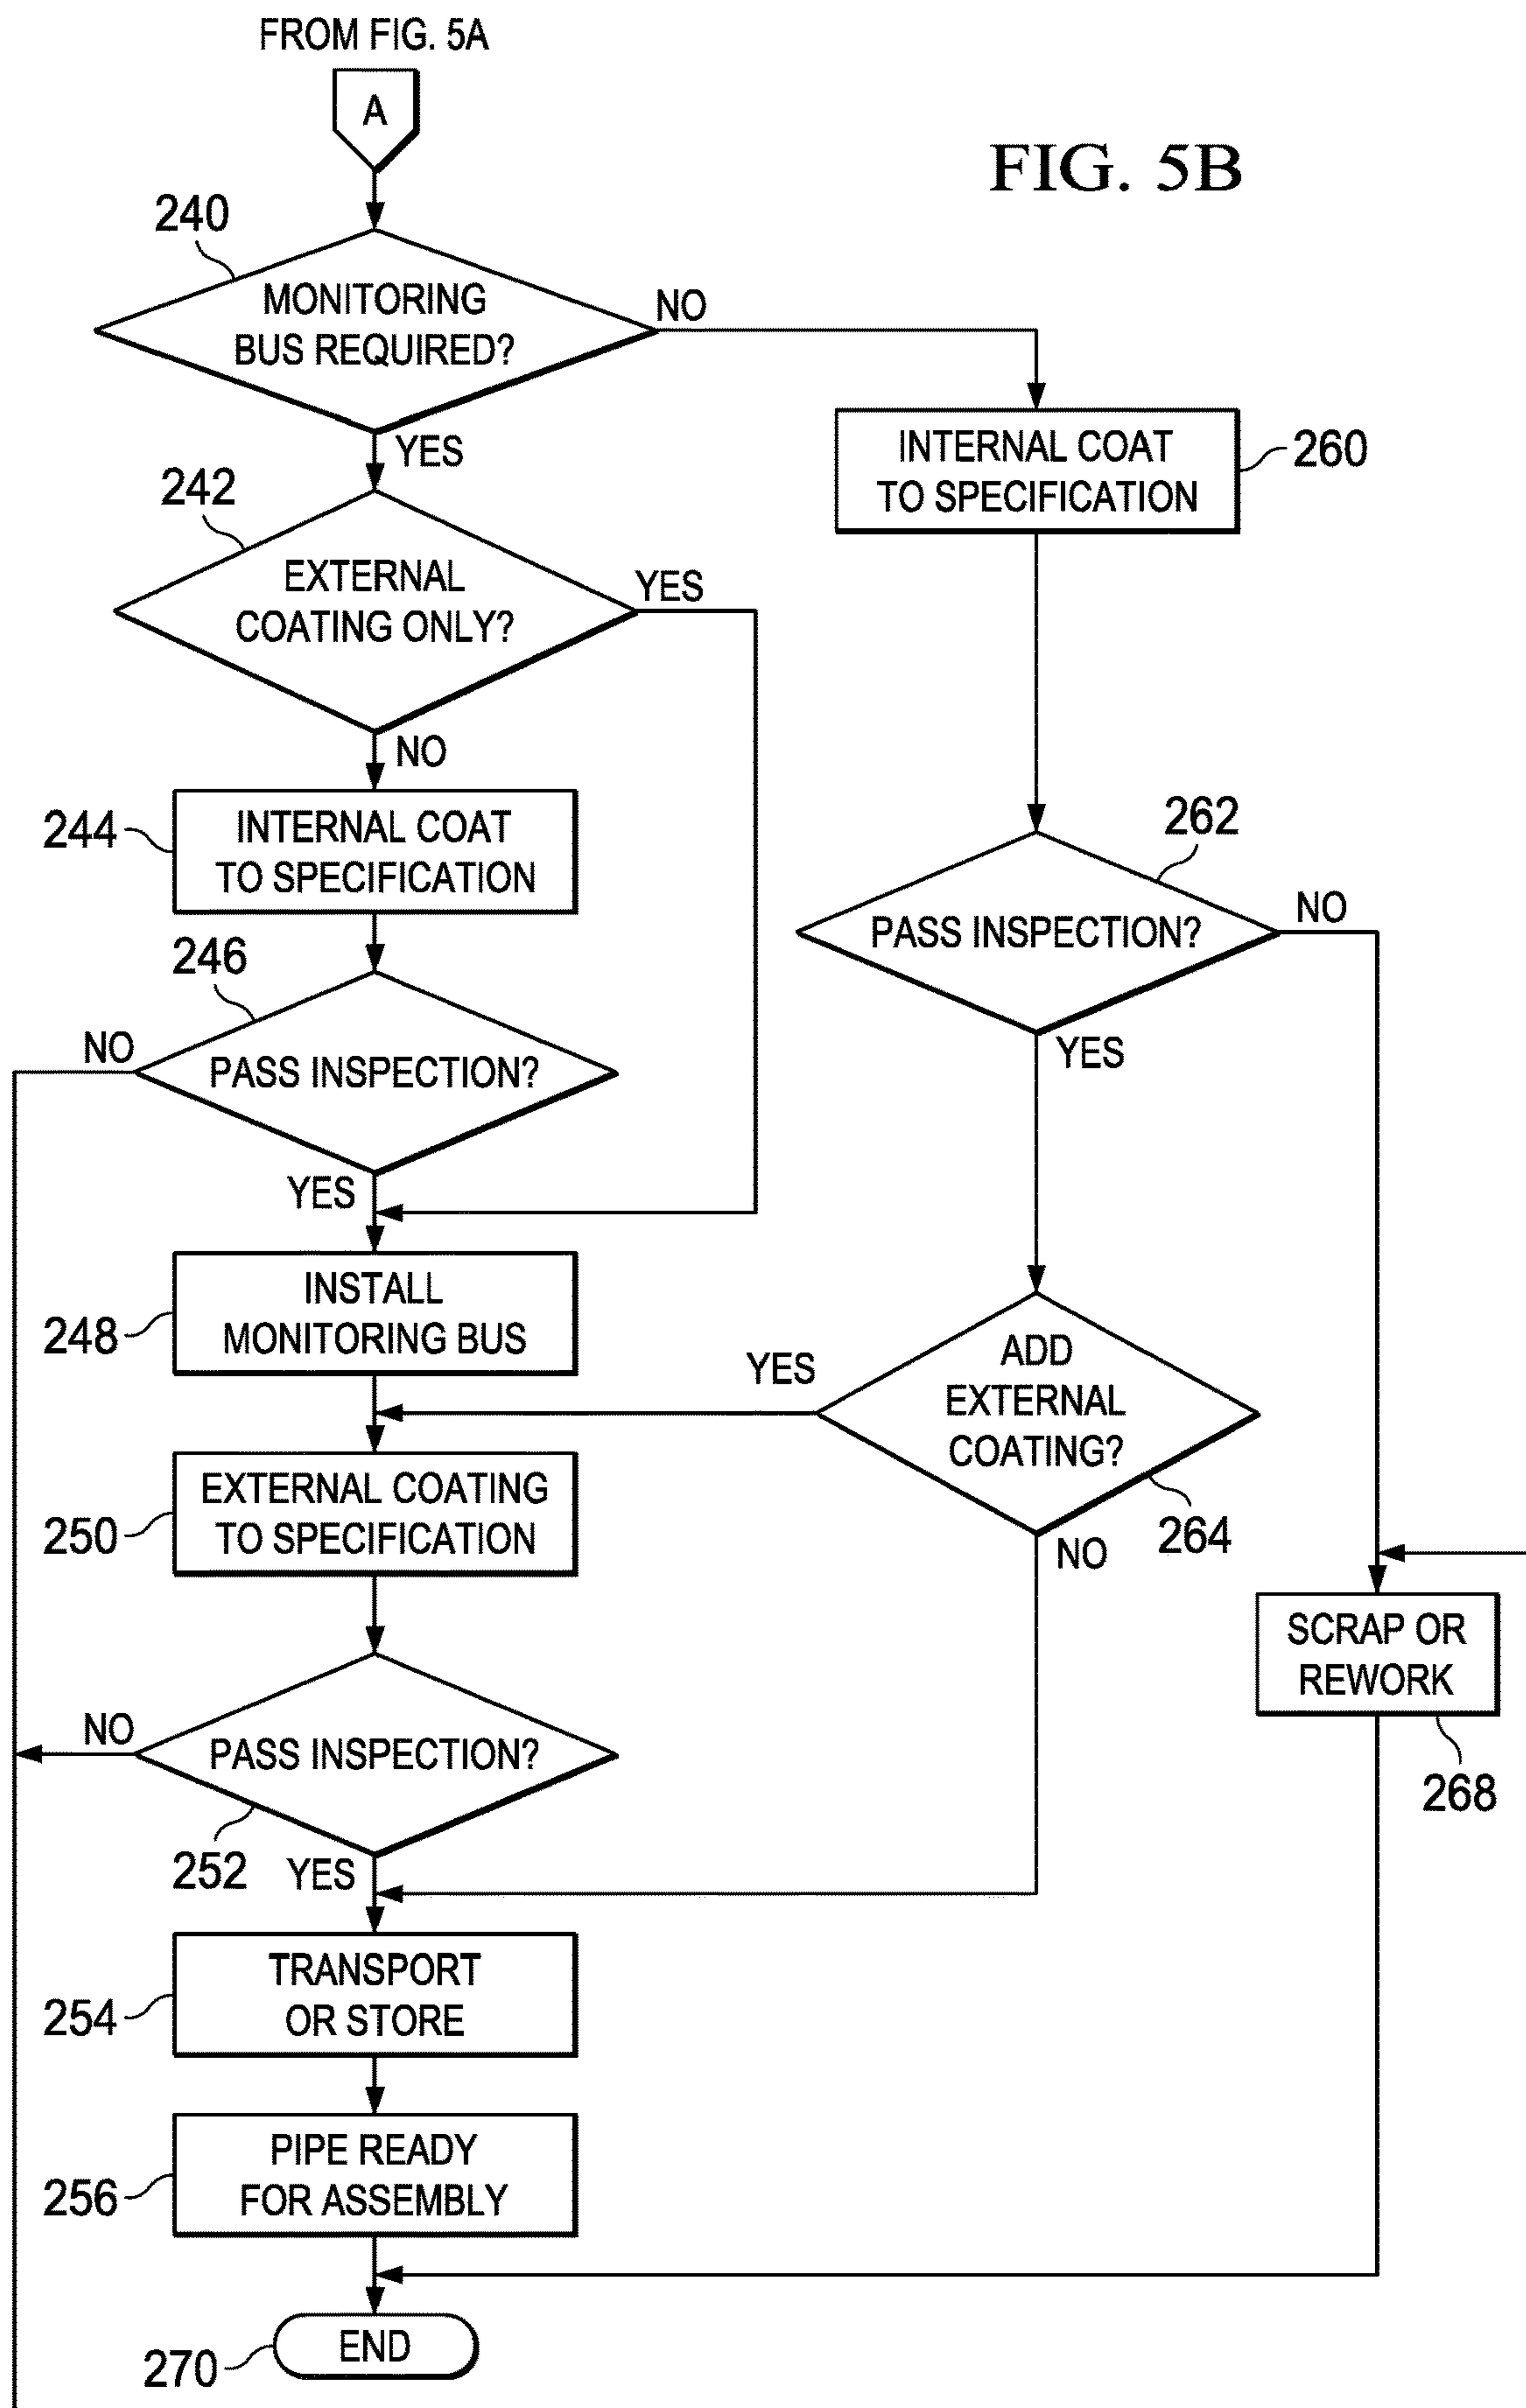 FROM FIG. 5A
A
FIG. 5B
240
MONITORING
BUS REQUIRED?
NO
YES
INTERNAL COAT
TO SPECIFICATION
260
242
EXTERNAL
COATING ONLY?
YES
NO
244
INTERNAL COAT
TO SPECIFICATION
262
PASS INSPECTION?
NO
YES
246
NO
PASS INSPECTION?
YES
248
INSTALL
MONITORING BUS
YES
ADD
EXTERNAL
COATING?
264
NO
250
EXTERNAL COATING
TO SPECIFICATION
SCRAP OR
REWORK
268
NO
PASS INSPECTION?
252
YES
254
TRANSPORT
OR STORE
256
PIPE READY
FOR ASSEMBLY
270
END